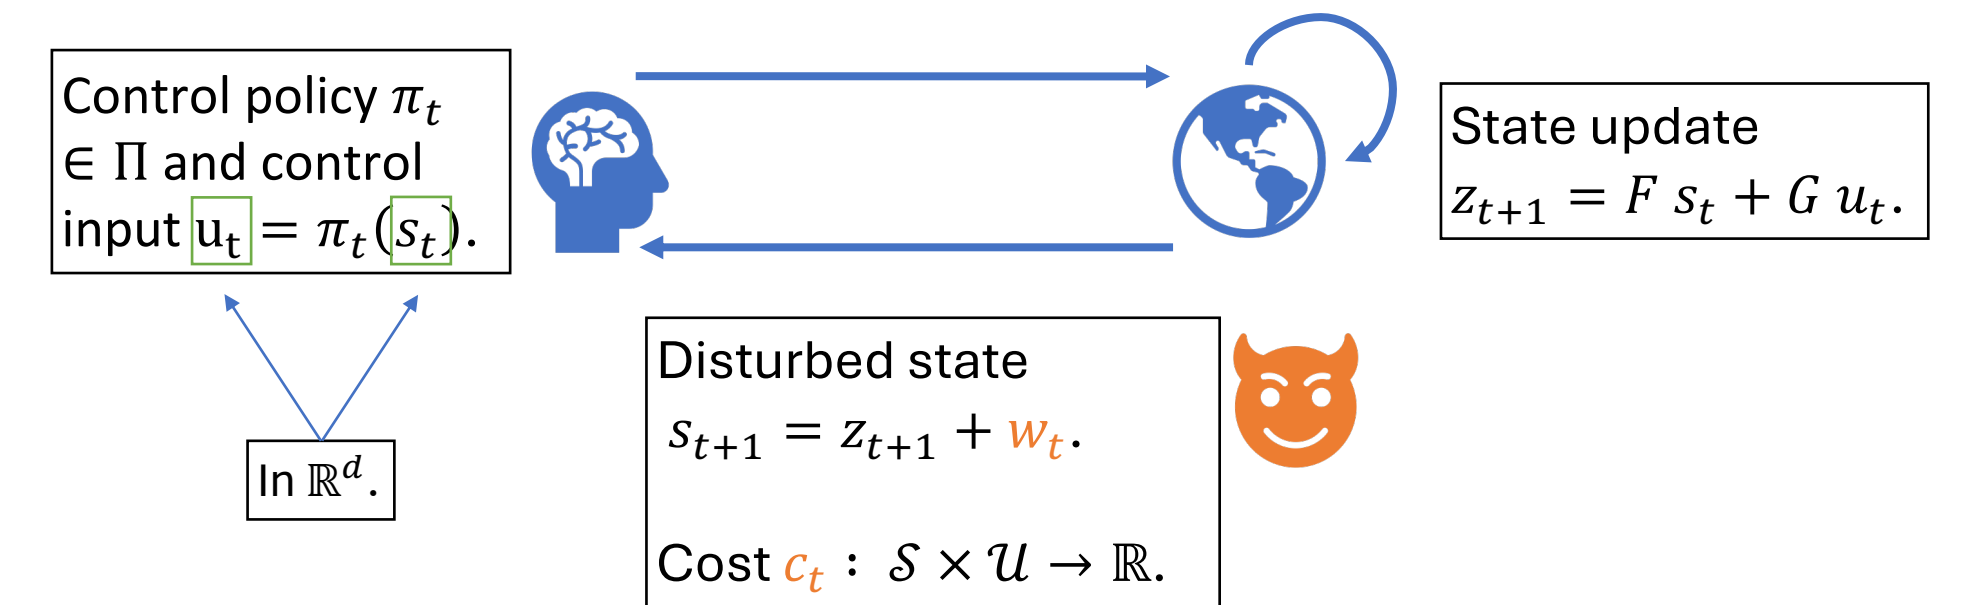 Control policy π_t
∈ Π and control
input u_t = π_t(s_t).
In ℝ^d.
Disturbed state
s_{t+1} = z_{t+1} + w_t.
Cost c_t : 𝒮 × 𝒰 → ℝ.
State update
z_{t+1} = F s_t + G u_t.